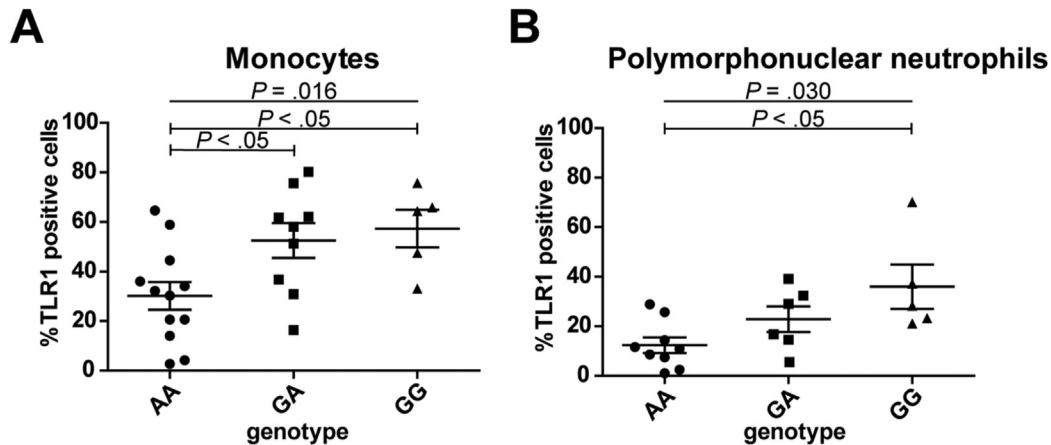 A
Monocytes
P = .016
P < .05
P < .05
100
80
60
40
20
0
%TLR1 positive cells
AA
GA
GG
genotype
B
Polymorphonuclear neutrophils
P = .030
P < .05
100
80
60
40
20
0
%TLR1 positive cells
AA
GA
GG
genotype